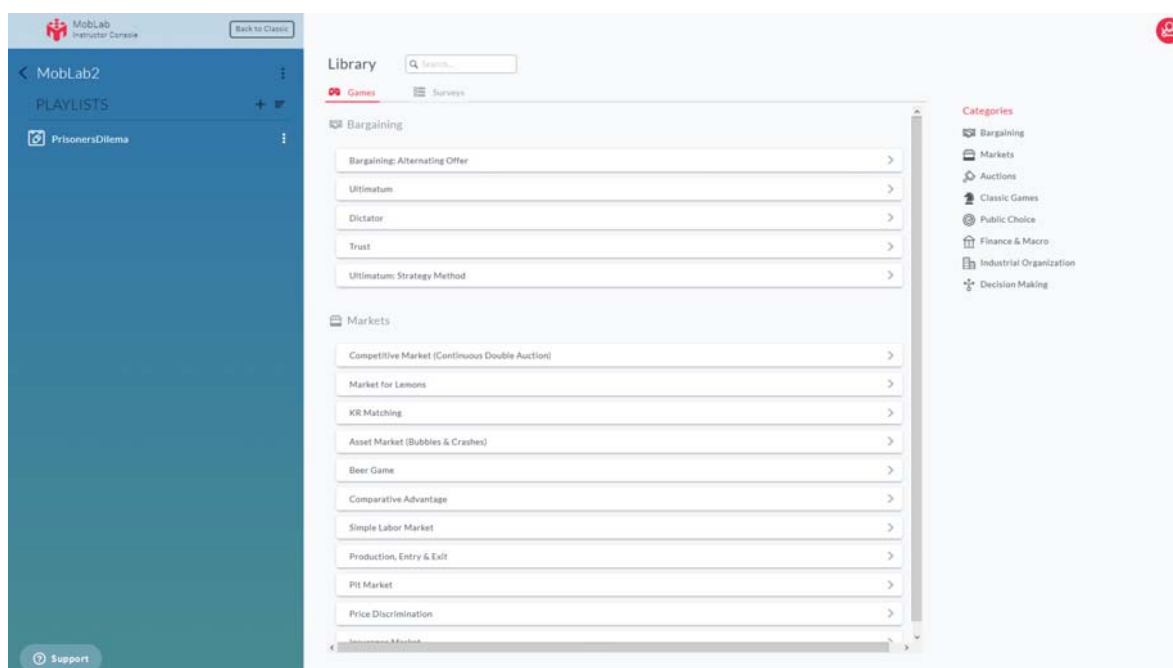 MobLab
Instructor Console
Back to Classic
MobLab2
PLAYLISTS
PrisonersDilema
Support
Library
Search...
Games
Surveys
Bargaining
Bargaining: Alternating Offer
Ultimatum
Dictator
Trust
Ultimatum: Strategy Method
Markets
Competitive Market (Continuous Double Auction)
Market for Lemons
KR Matching
Asset Market (Bubbles & Crashes)
Beer Game
Comparative Advantage
Simple Labor Market
Production, Entry & Exit
Pit Market
Price Discrimination
Insurance Market
Categories
Bargaining
Markets
Auctions
Classic Games
Public Choice
Finance & Macro
Industrial Organization
Decision Making